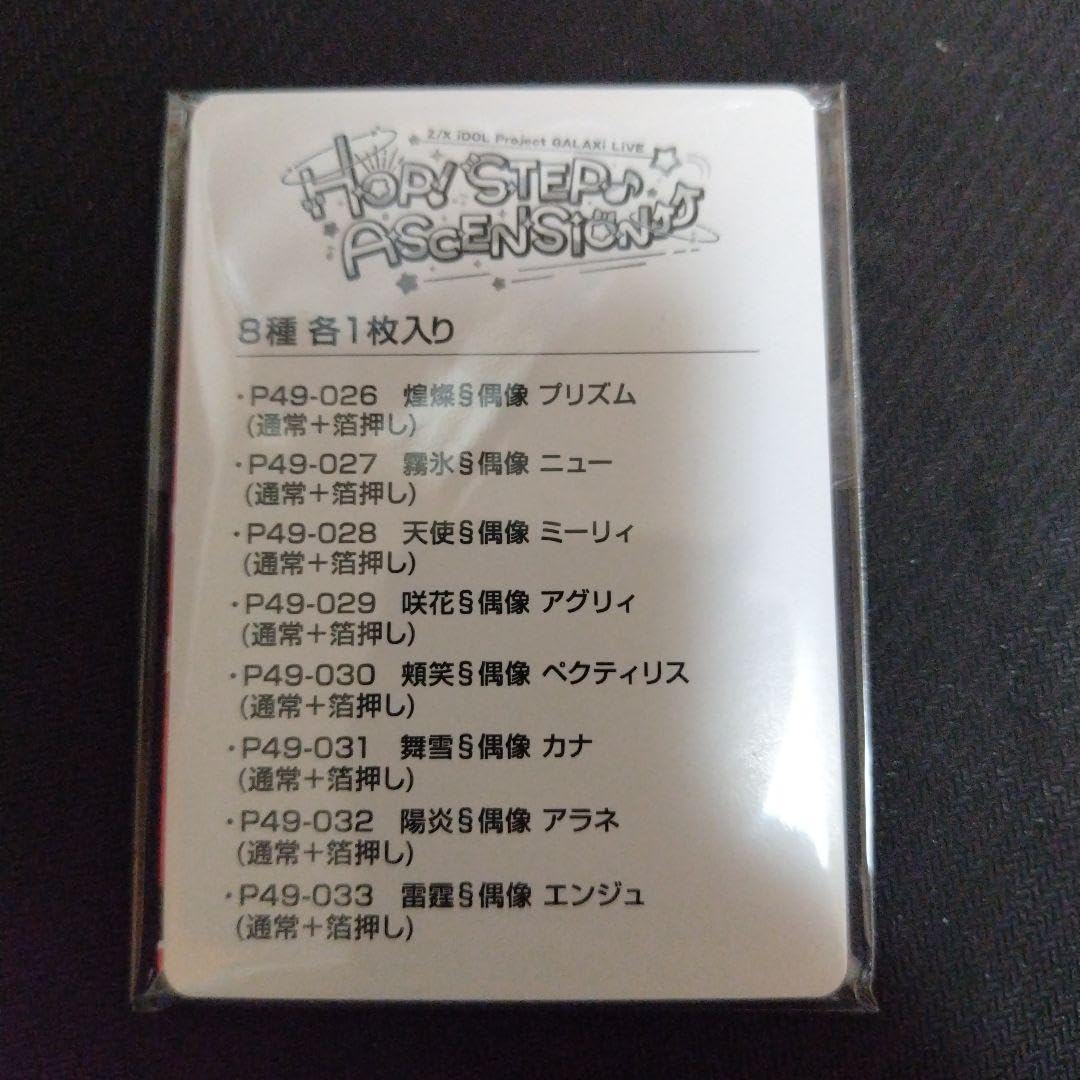 Z/X iDOL Project GALAXi LIVE
HOP! STEP♪
ASCENSION♪♪
8種 各1枚入り
・P49-026 煌燦§偶像 プリズム
(通常＋箔押し)
・P49-027 霧氷§偶像 ニュー
(通常＋箔押し)
・P49-028 天使§偶像 ミーリィ
(通常＋箔押し)
・P49-029 咲花§偶像 アグリィ
(通常＋箔押し)
・P49-030 頬笑§偶像 ペクティリス
(通常＋箔押し)
・P49-031 舞雪§偶像 カナ
(通常＋箔押し)
・P49-032 陽炎§偶像 アラネ
(通常＋箔押し)
・P49-033 雷霆§偶像 エンジュ
(通常＋箔押し)